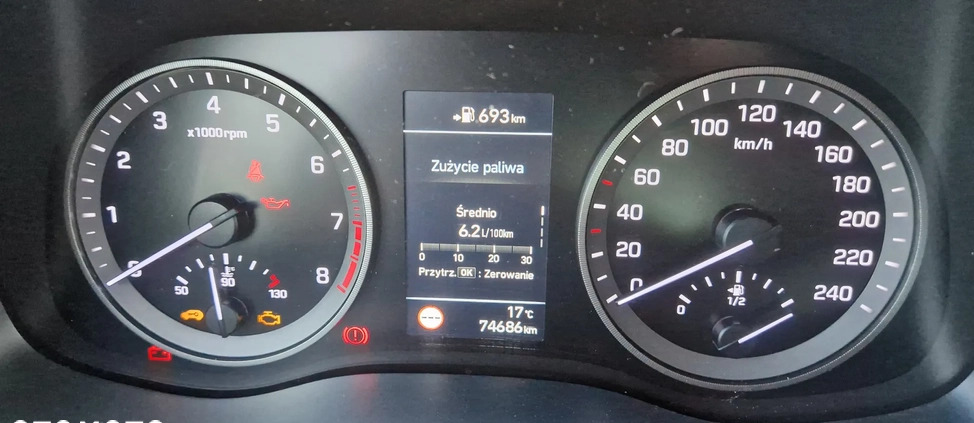 x1000rpm
0
1
2
3
4
5
6
7
8
50
90
130
693 km
Zużycie paliwa
Średnio
6.2 L/100km
0 10 20 30
Przytrz. OK : Zerowanie
17°C
74686 km
km/h
0
20
40
60
80
100
120
140
160
180
200
220
240
0
1/2